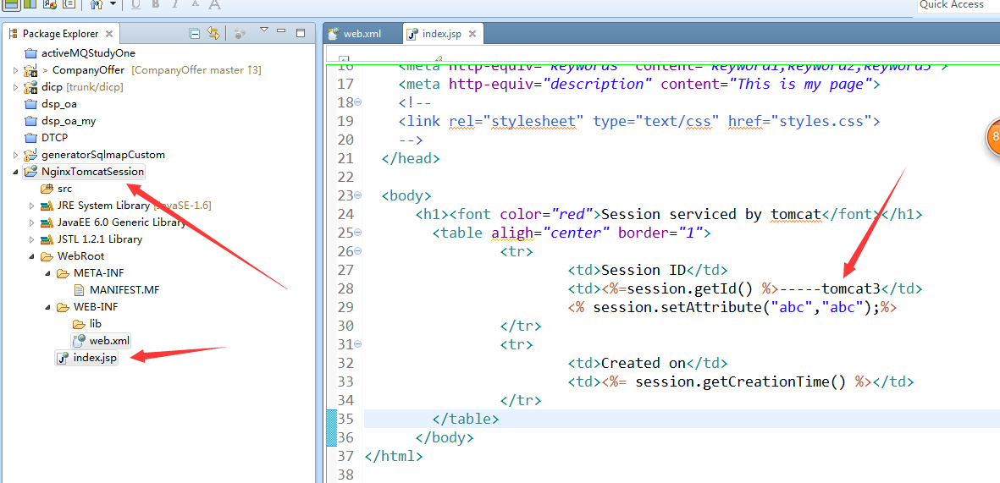 Quick Access
Package Explorer
activeMQStudyOne
> CompanyOffer [CompanyOffer master ↑3]
dicp [trunk/dicp]
dsp_oa
dsp_oa_my
DTCP
generatorSqlmapCustom
NginxTomcatSession
src
JRE System Library [JavaSE-1.6]
JavaEE 6.0 Generic Library
JSTL 1.2.1 Library
WebRoot
META-INF
MANIFEST.MF
WEB-INF
lib
web.xml
index.jsp
web.xml
index.jsp
16 <meta http-equiv="keywords" content="keyword1,keyword2,keyword3">
17 <meta http-equiv="description" content="This is my page">
18 <!--
19 <link rel="stylesheet" type="text/css" href="styles.css">
20 -->
21 </head>
22
23 <body>
24 <h1><font color="red">Session serviced by tomcat</font></h1>
25 <table aligh="center" border="1">
26 <tr>
27 <td>Session ID</td>
28 <td><%=session.getId() %>-----tomcat3</td>
29 <% session.setAttribute("abc","abc");%>
30 </tr>
31 <tr>
32 <td>Created on</td>
33 <td><%= session.getCreationTime() %></td>
34 </tr>
35 </table>
36 </body>
37 </html>
38
8